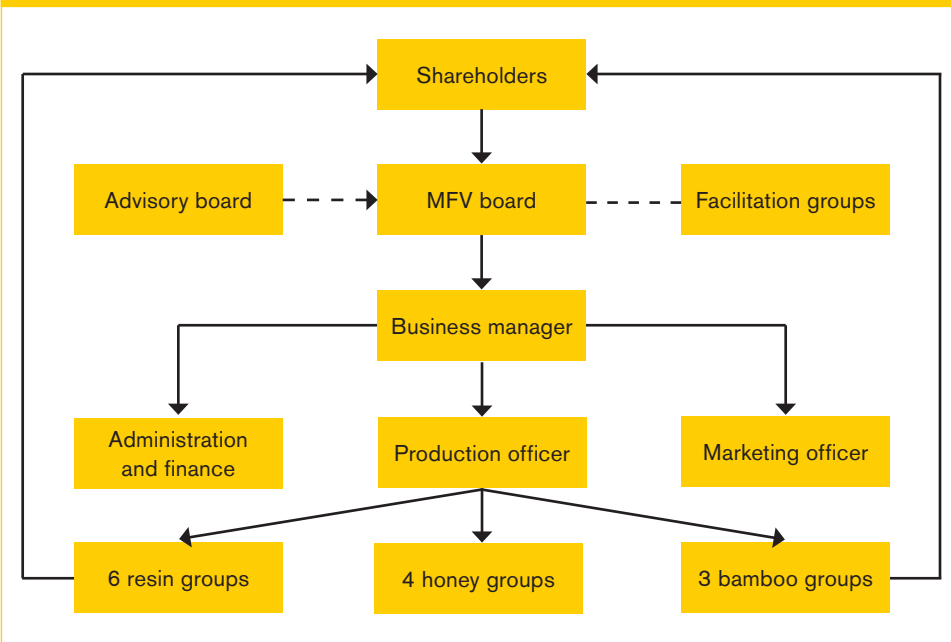 Shareholders
Advisory board
MFV board
Facilitation groups
Business manager
Administration
and finance
Production officer
Marketing officer
6 resin groups
4 honey groups
3 bamboo groups